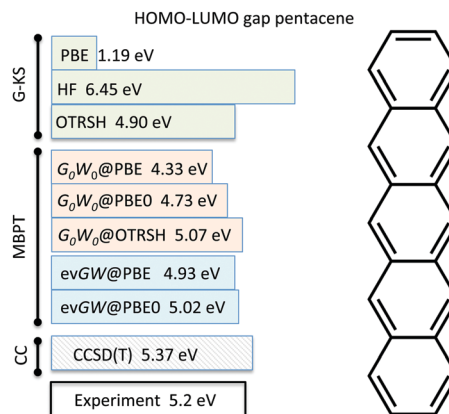 HOMO-LUMO gap pentacene
G-KS
PBE 1.19 eV
HF 6.45 eV
OTRSH 4.90 eV
MBPT
G₀W₀@PBE 4.33 eV
G₀W₀@PBE0 4.73 eV
G₀W₀@OTRSH 5.07 eV
evGW@PBE 4.93 eV
evGW@PBE0 5.02 eV
CC
CCSD(T) 5.37 eV
Experiment 5.2 eV